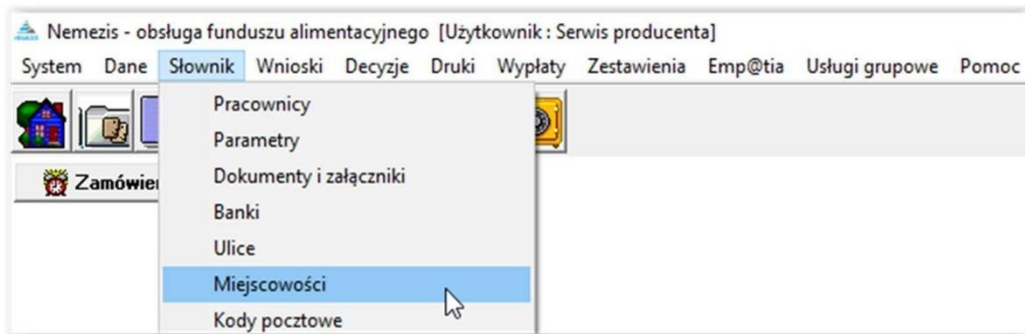 Nemezis - obsługa funduszu alimentacyjnego [Użytkownik : Serwis producenta]
System Dane Słownik Wnioski Decyzje Druki Wypłaty Zestawienia Emp@tia Usługi grupowe Pomoc
Pracownicy
Parametry
Zamówier
Dokumenty i załączniki
Banki
Ulice
Miejscowości
Kody pocztowe